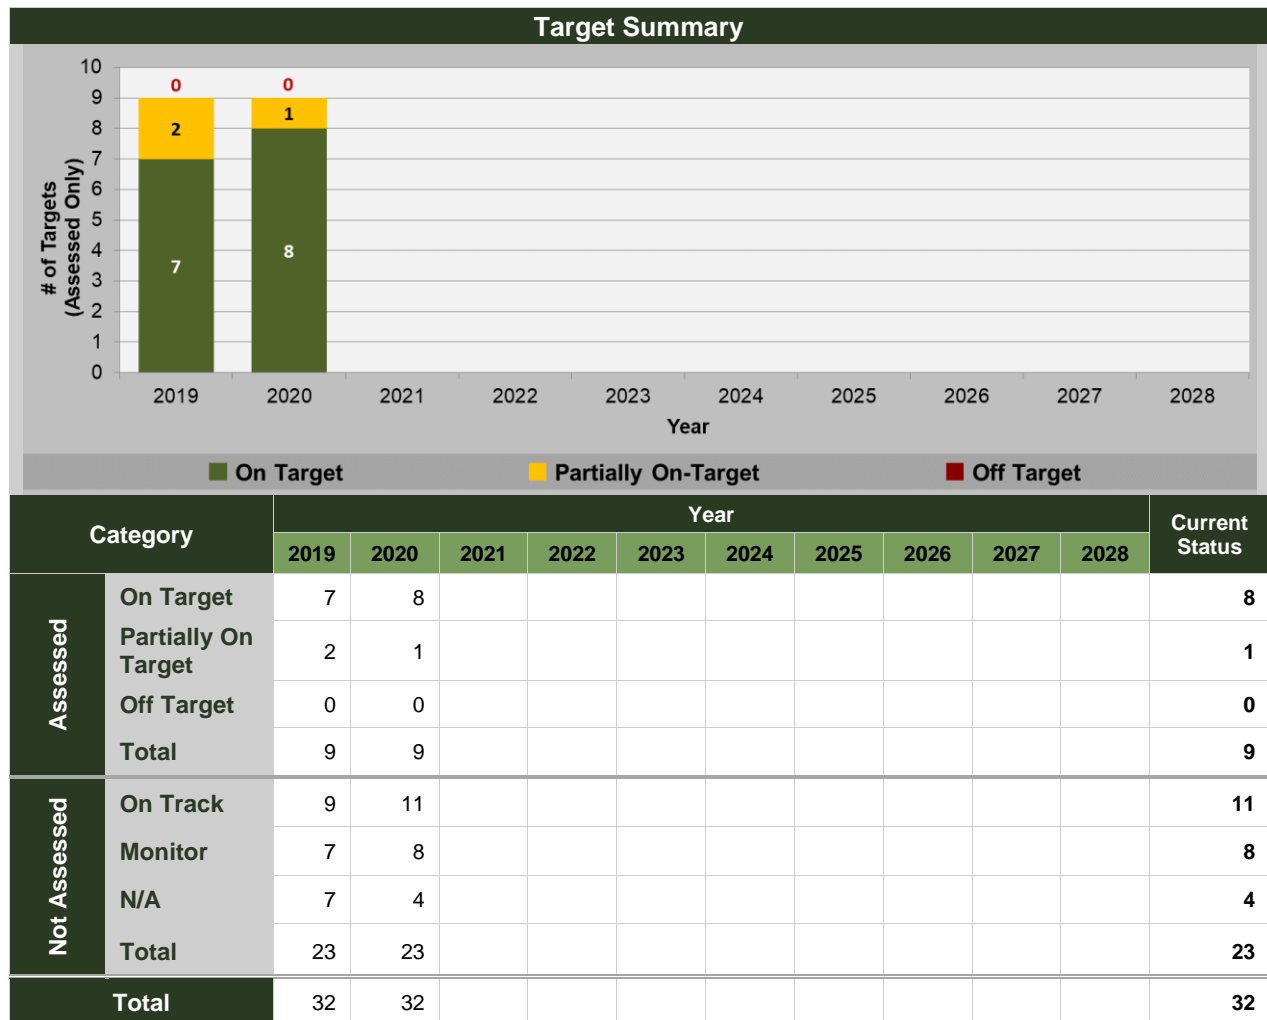 Target Summary
10
9
8
7
6
5
4
3
2
1
0
# of Targets
(Assessed Only)
0
0
2
1
7
8
2019 2020 2021 2022 2023 2024 2025 2026 2027 2028
Year
On Target Partially On-Target Off Target
Category Year Current Status
2019 2020 2021 2022 2023 2024 2025 2026 2027 2028
Assessed
On Target 7 8 8
Partially On Target 2 1 1
Off Target 0 0 0
Total 9 9 9
Not Assessed
On Track 9 11 11
Monitor 7 8 8
N/A 7 4 4
Total 23 23 23
Total 32 32 32